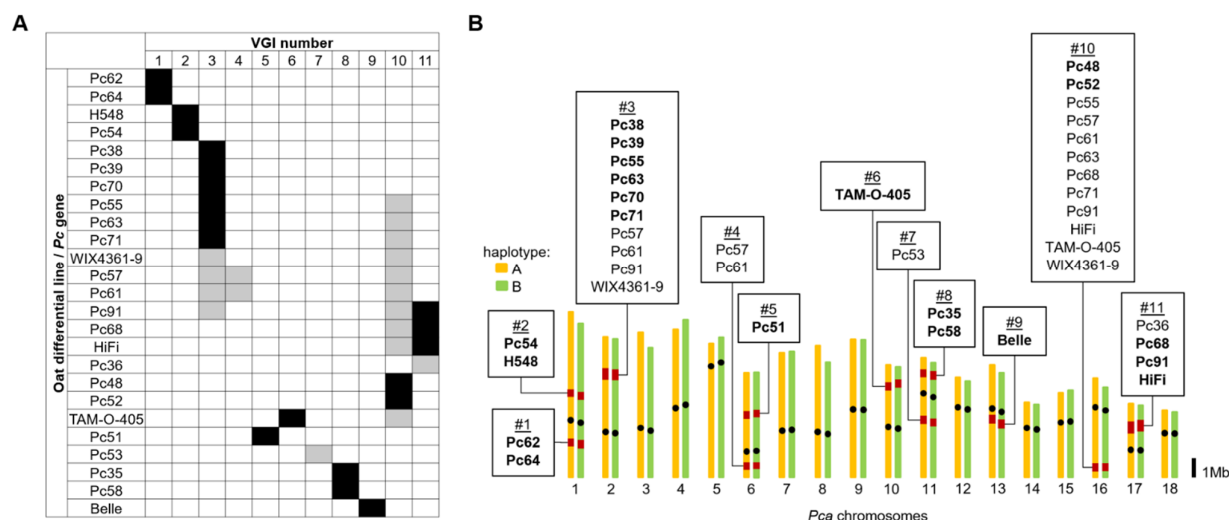 A
VGI number
1 2 3 4 5 6 7 8 9 10 11
Oat differential line / Pc gene
Pc62
Pc64
H548
Pc54
Pc38
Pc39
Pc70
Pc55
Pc63
Pc71
WIX4361-9
Pc57
Pc61
Pc91
Pc68
HiFi
Pc36
Pc48
Pc52
TAM-O-405
Pc51
Pc53
Pc35
Pc58
Belle
B
haplotype:
A
B
#1
Pc62
Pc64
#2
Pc54
H548
#3
Pc38
Pc39
Pc55
Pc63
Pc70
Pc71
Pc57
Pc61
Pc91
WIX4361-9
#4
Pc57
Pc61
#5
Pc51
#6
TAM-O-405
#7
Pc53
#8
Pc35
Pc58
#9
Belle
#10
Pc48
Pc52
Pc55
Pc57
Pc61
Pc63
Pc68
Pc71
Pc91
HiFi
TAM-O-405
WIX4361-9
#11
Pc36
Pc68
Pc91
HiFi
1 2 3 4 5 6 7 8 9 10 11 12 13 14 15 16 17 18
1Mb
Pca chromosomes